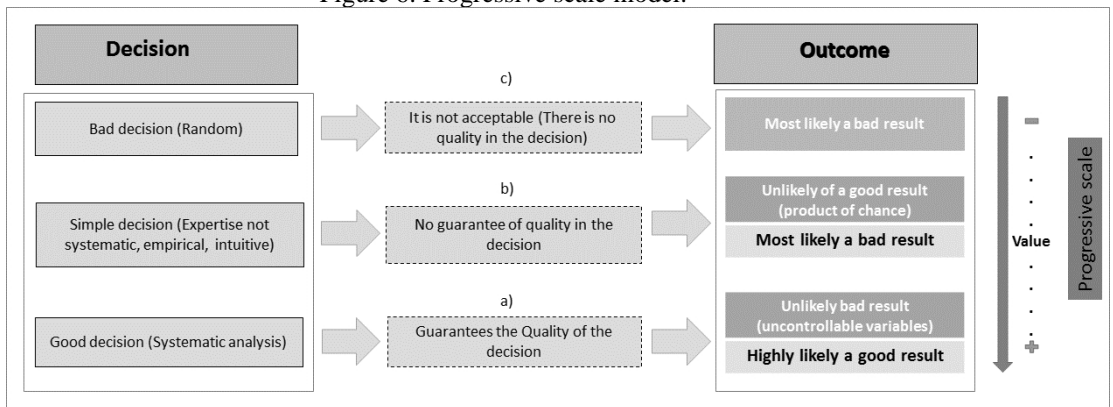 Figure 6. Progressive scale model.
Decision
Outcome
c)
Bad decision (Random)
It is not acceptable (There is no
quality in the decision)
Most likely a bad result
b)
Simple decision (Expertise not
systematic, empirical, intuitive)
No guarantee of quality in the
decision
Unlikely of a good result
(product of chance)
Most likely a bad result
a)
Good decision (Systematic analysis)
Guarantees the Quality of the
decision
Unlikely bad result
(uncontrollable variables)
Highly likely a good result
Value
Progressive scale